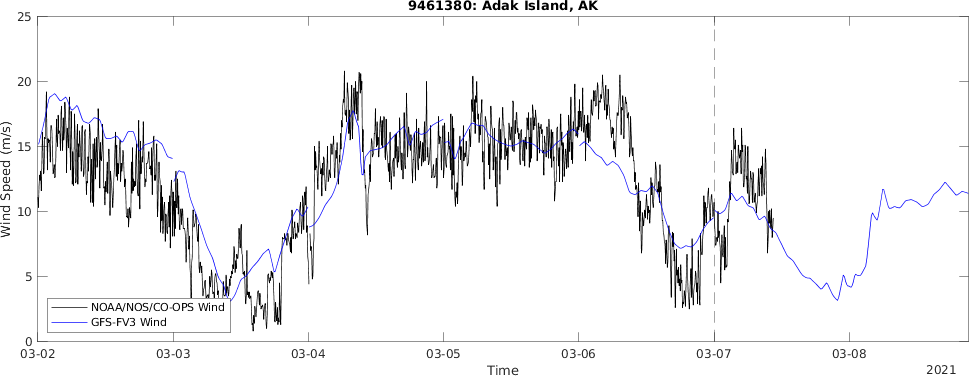 9461380: Adak Island, AK
Wind Speed (m/s)
25
20
15
10
5
0
NOAA/NOS/CO-OPS Wind
GFS-FV3 Wind
03-02 03-03 03-04 03-05 03-06 03-07 03-08
Time
2021